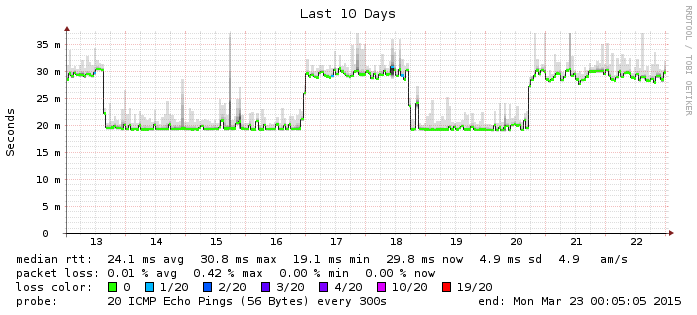 Last 10 Days
RRDTOOL / TOBI OETIKER
Seconds
35 m
30 m
25 m
20 m
15 m
10 m
5 m
0
13 14 15 16 17 18 19 20 21 22
median rtt: 24.1 ms avg 30.8 ms max 19.1 ms min 29.8 ms now 4.9 ms sd 4.9 am/s
packet loss: 0.01 % avg 0.42 % max 0.00 % min 0.00 % now
loss color: 0 1/20 2/20 3/20 4/20 10/20 19/20
probe: 20 ICMP Echo Pings (56 Bytes) every 300s end: Mon Mar 23 00:05:05 2015